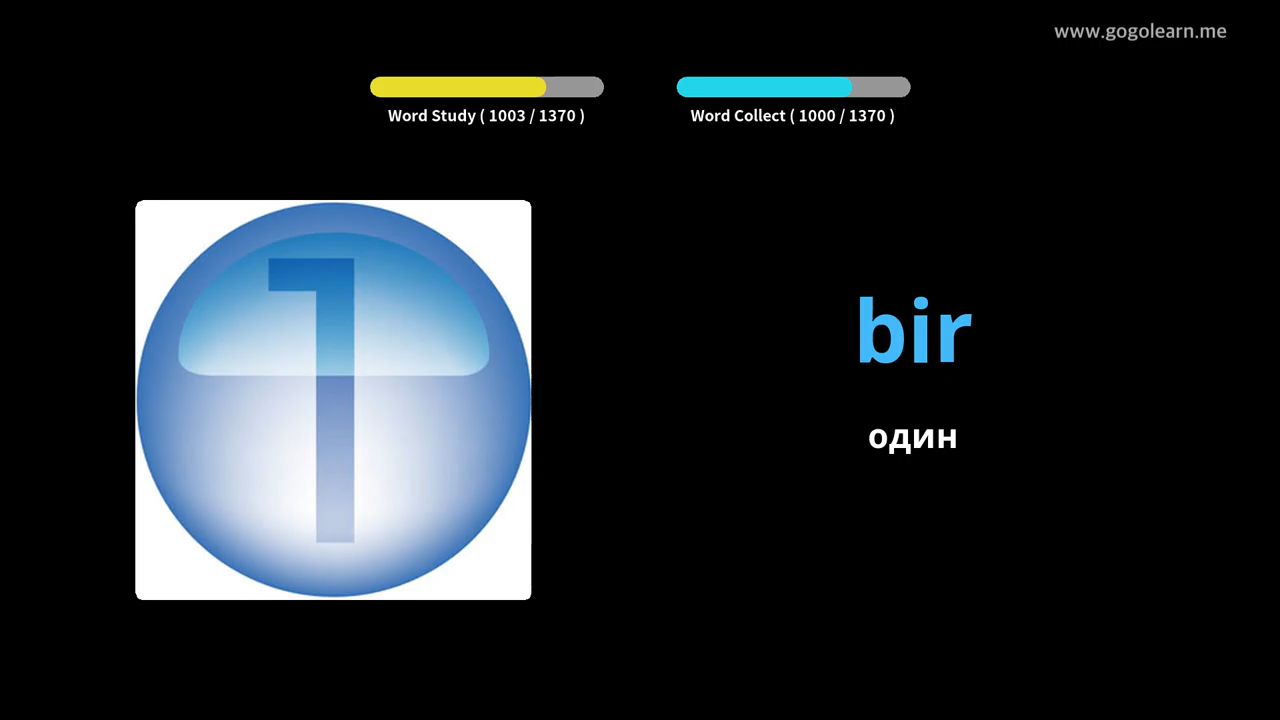 www.gogolearn.me
Word Study ( 1003 / 1370 )
Word Collect ( 1000 / 1370 )
1
bir
один